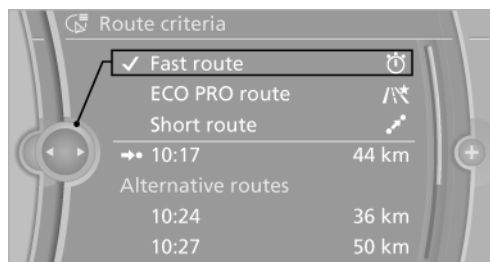 Route criteria
Fast route
ECO PRO route
Short route
10:17 44 km
Alternative routes
10:24 36 km
10:27 50 km